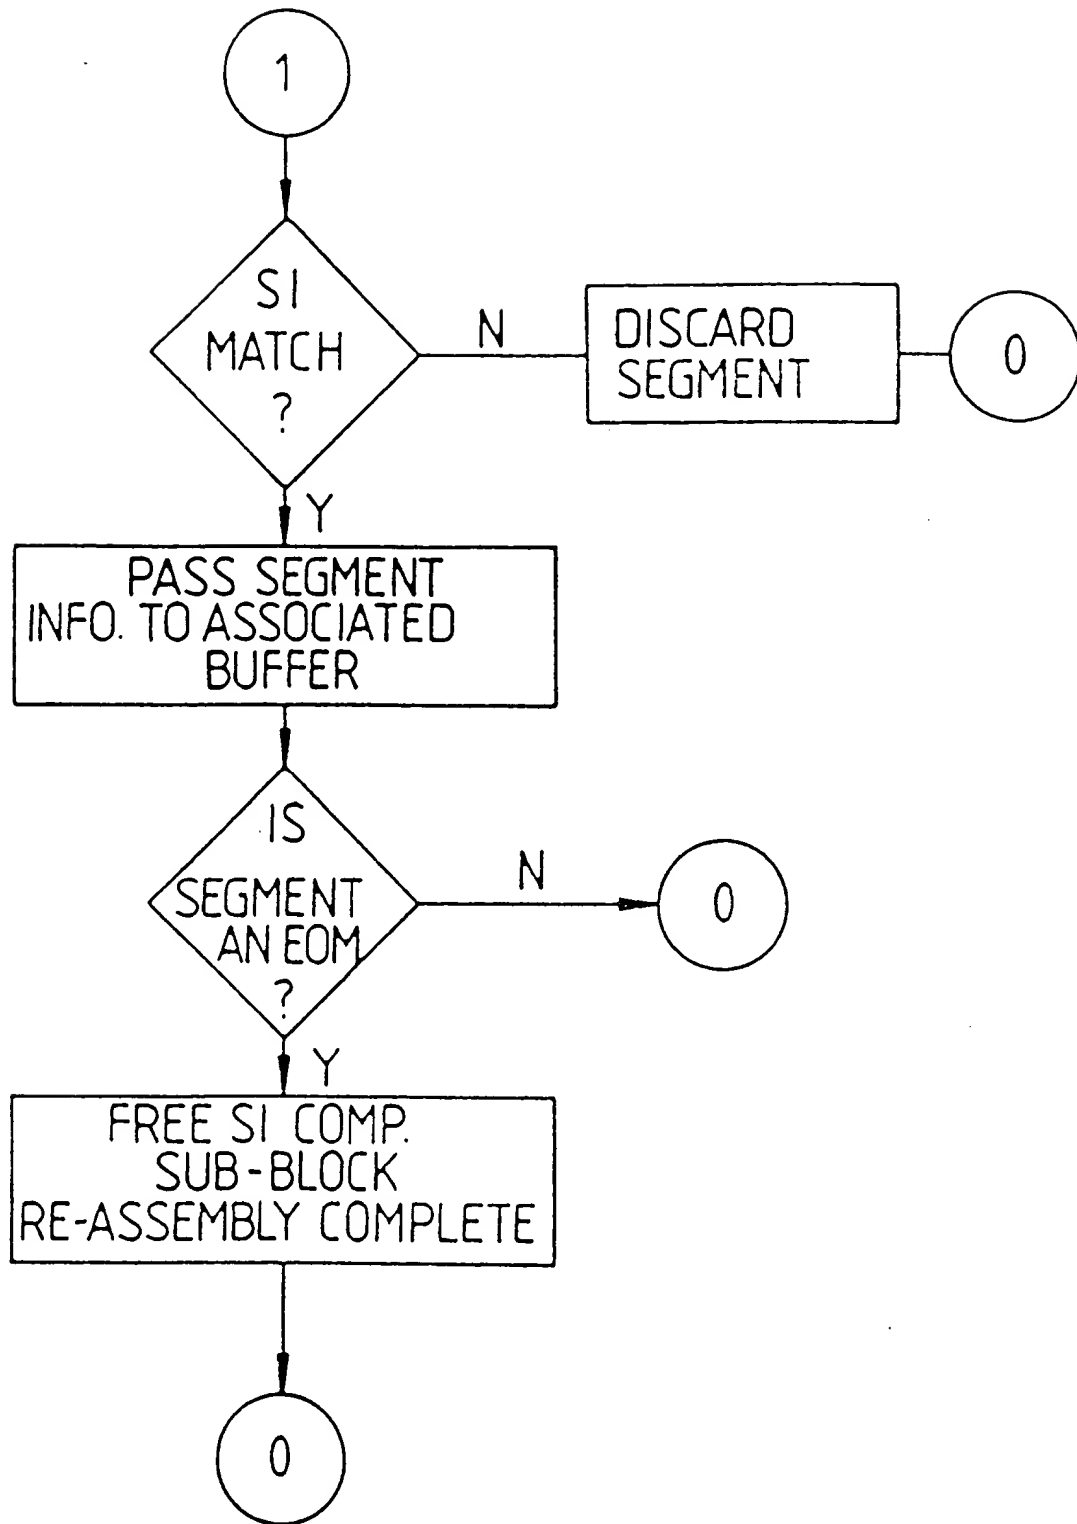 1
SI
MATCH
?
N
DISCARD
SEGMENT
0
Y
PASS SEGMENT
INFO. TO ASSOCIATED
BUFFER
IS
SEGMENT
AN EOM
?
N
0
Y
FREE SI COMP.
SUB-BLOCK
RE-ASSEMBLY COMPLETE
0